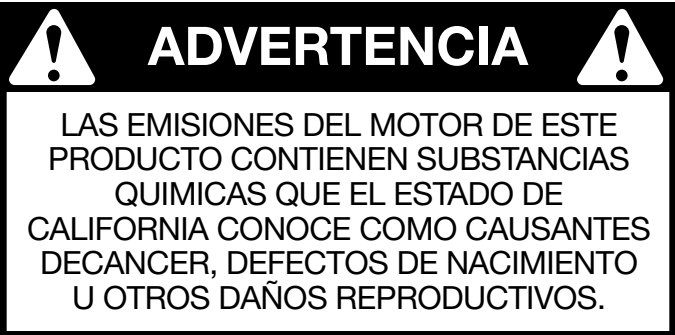 ADVERTENCIA
LAS EMISIONES DEL MOTOR DE ESTE
PRODUCTO CONTIENEN SUBSTANCIAS
QUIMICAS QUE EL ESTADO DE
CALIFORNIA CONOCE COMO CAUSANTES
DECANCER, DEFECTOS DE NACIMIENTO
U OTROS DAÑOS REPRODUCTIVOS.